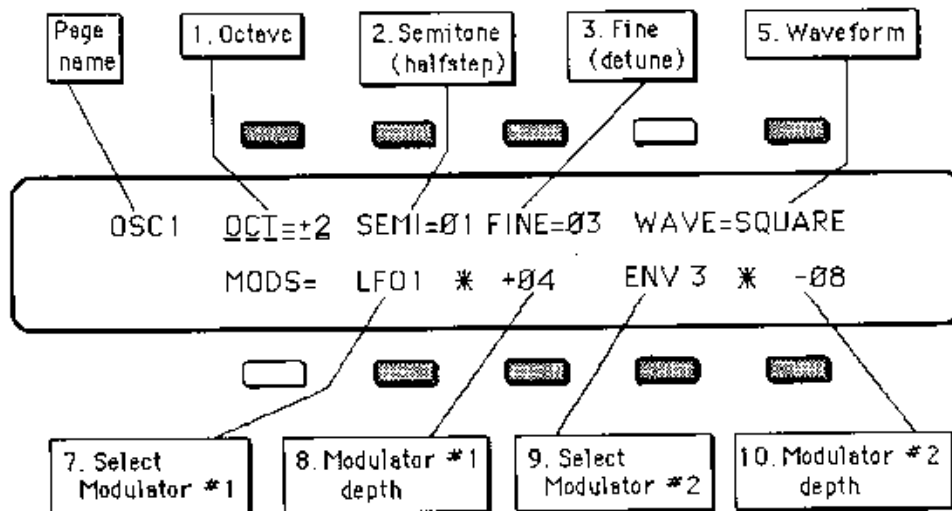 Page
name
1. Octave
2. Semitone
(halfstep)
3. Fine
(detune)
5. Waveform
OSC1 OCT=+2 SEMI=01 FINE=03 WAVE=SQUARE
MODS= LFO1 * +04 ENV 3 * -08
7. Select
Modulator #1
8. Modulator #1
depth
9. Select
Modulator #2
10. Modulator #2
depth